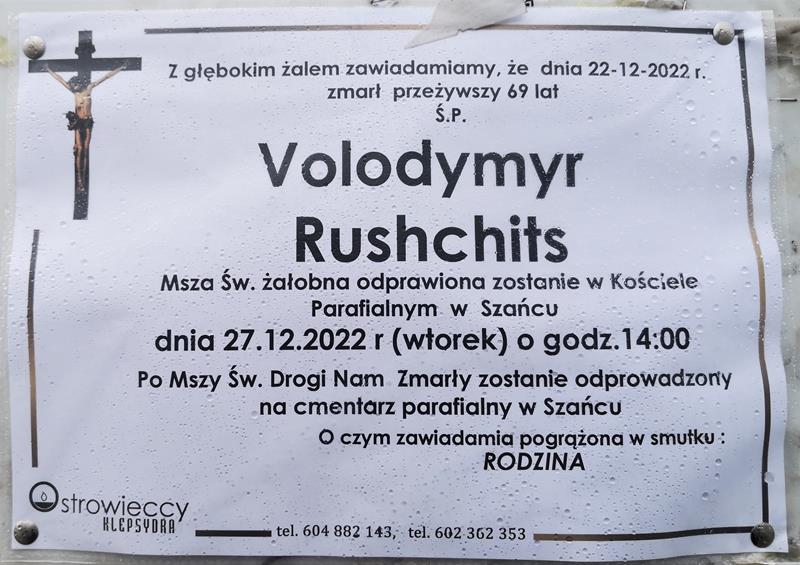 Z głębokim żalem zawiadamiamy, że dnia 22-12-2022 r.
zmarł przeżywszy 69 lat
Ś.P.
Volodymyr
Rushchits
Msza Św. żałobna odprawiona zostanie w Kościele
Parafialnym w Szańcu
dnia 27.12.2022 r (wtorek) o godz.14:00
Po Mszy Św. Drogi Nam Zmarły zostanie odprowadzony
na cmentarz parafialny w Szańcu
O czym zawiadamia pogrążona w smutku :
RODZINA
Ostrowieccy
KLEPSYDRA
tel. 604 882 143, tel. 602 362 353